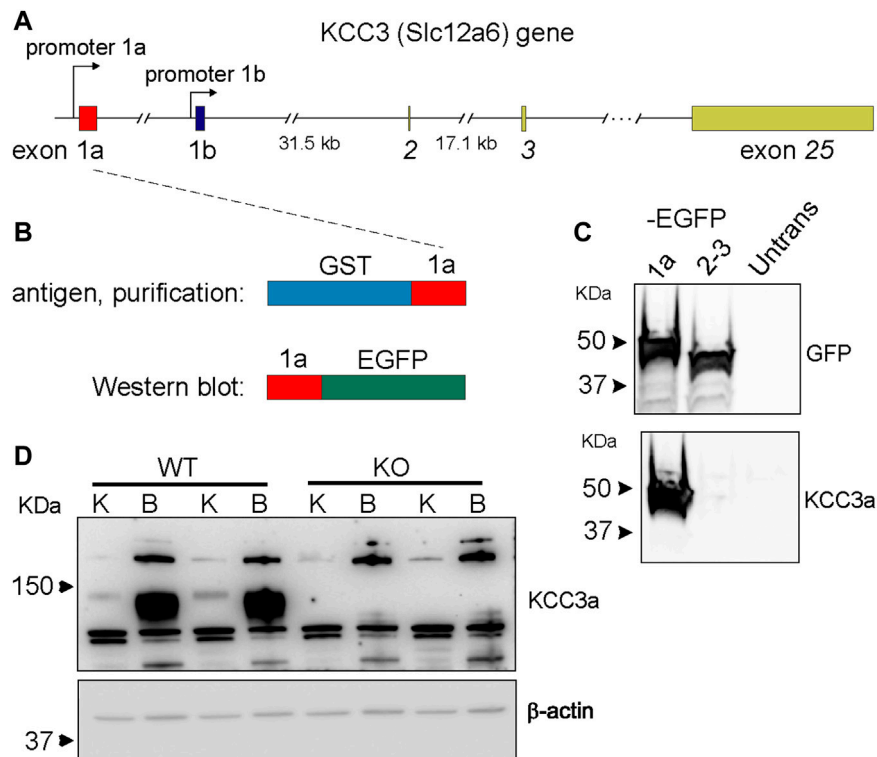 A
KCC3 (Slc12a6) gene
promoter 1a
promoter 1b
31.5 kb
17.1 kb
exon 1a 1b 2 3 exon 25
B
GST 1a
antigen, purification:
1a EGFP
Western blot:
C
-EGFP
1a 2-3 Untrans
KDa
50
37
GFP
KDa
50
37
KCC3a
D
WT KO
KDa K B K B K B K B
150
KCC3a
β-actin
37